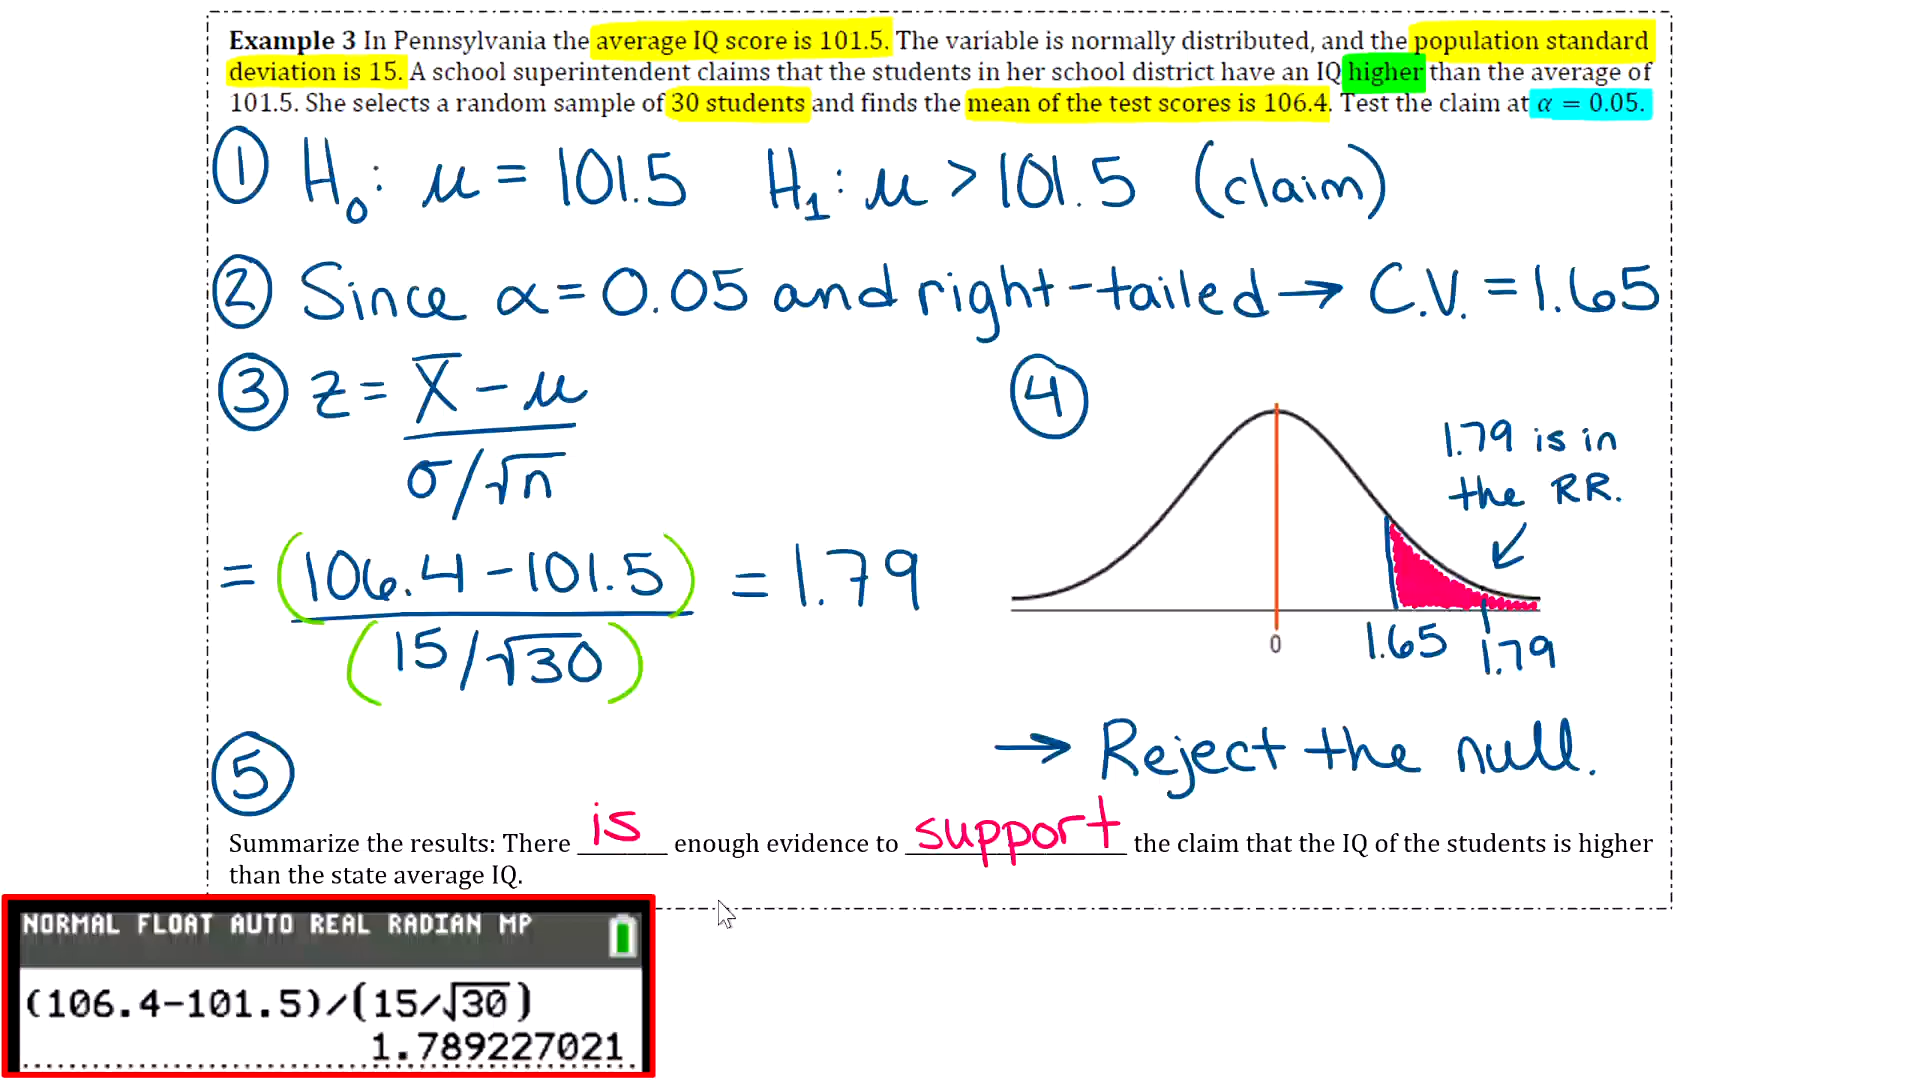 Example 3 In Pennsylvania the average IQ score is 101.5. The variable is normally distributed, and the population standard
deviation is 15. A school superintendent claims that the students in her school district have an IQ higher than the average of
101.5. She selects a random sample of 30 students and finds the mean of the test scores is 106.4. Test the claim at α = 0.05.
① H₀: μ = 101.5 H₁: μ > 101.5 (claim)
② Since α = 0.05 and right-tailed → C.V. = 1.65
③ z = X̅ - μ
σ/√n
= (106.4 - 101.5) = 1.79
(15/√30)
④
1.79 is in
the RR.
0 1.65 1.79
→ Reject the null.
⑤
Summarize the results: There is enough evidence to support the claim that the IQ of the students is higher
than the state average IQ.
NORMAL FLOAT AUTO REAL RADIAN MP
(106.4-101.5)/(15/√30)
1.789227021